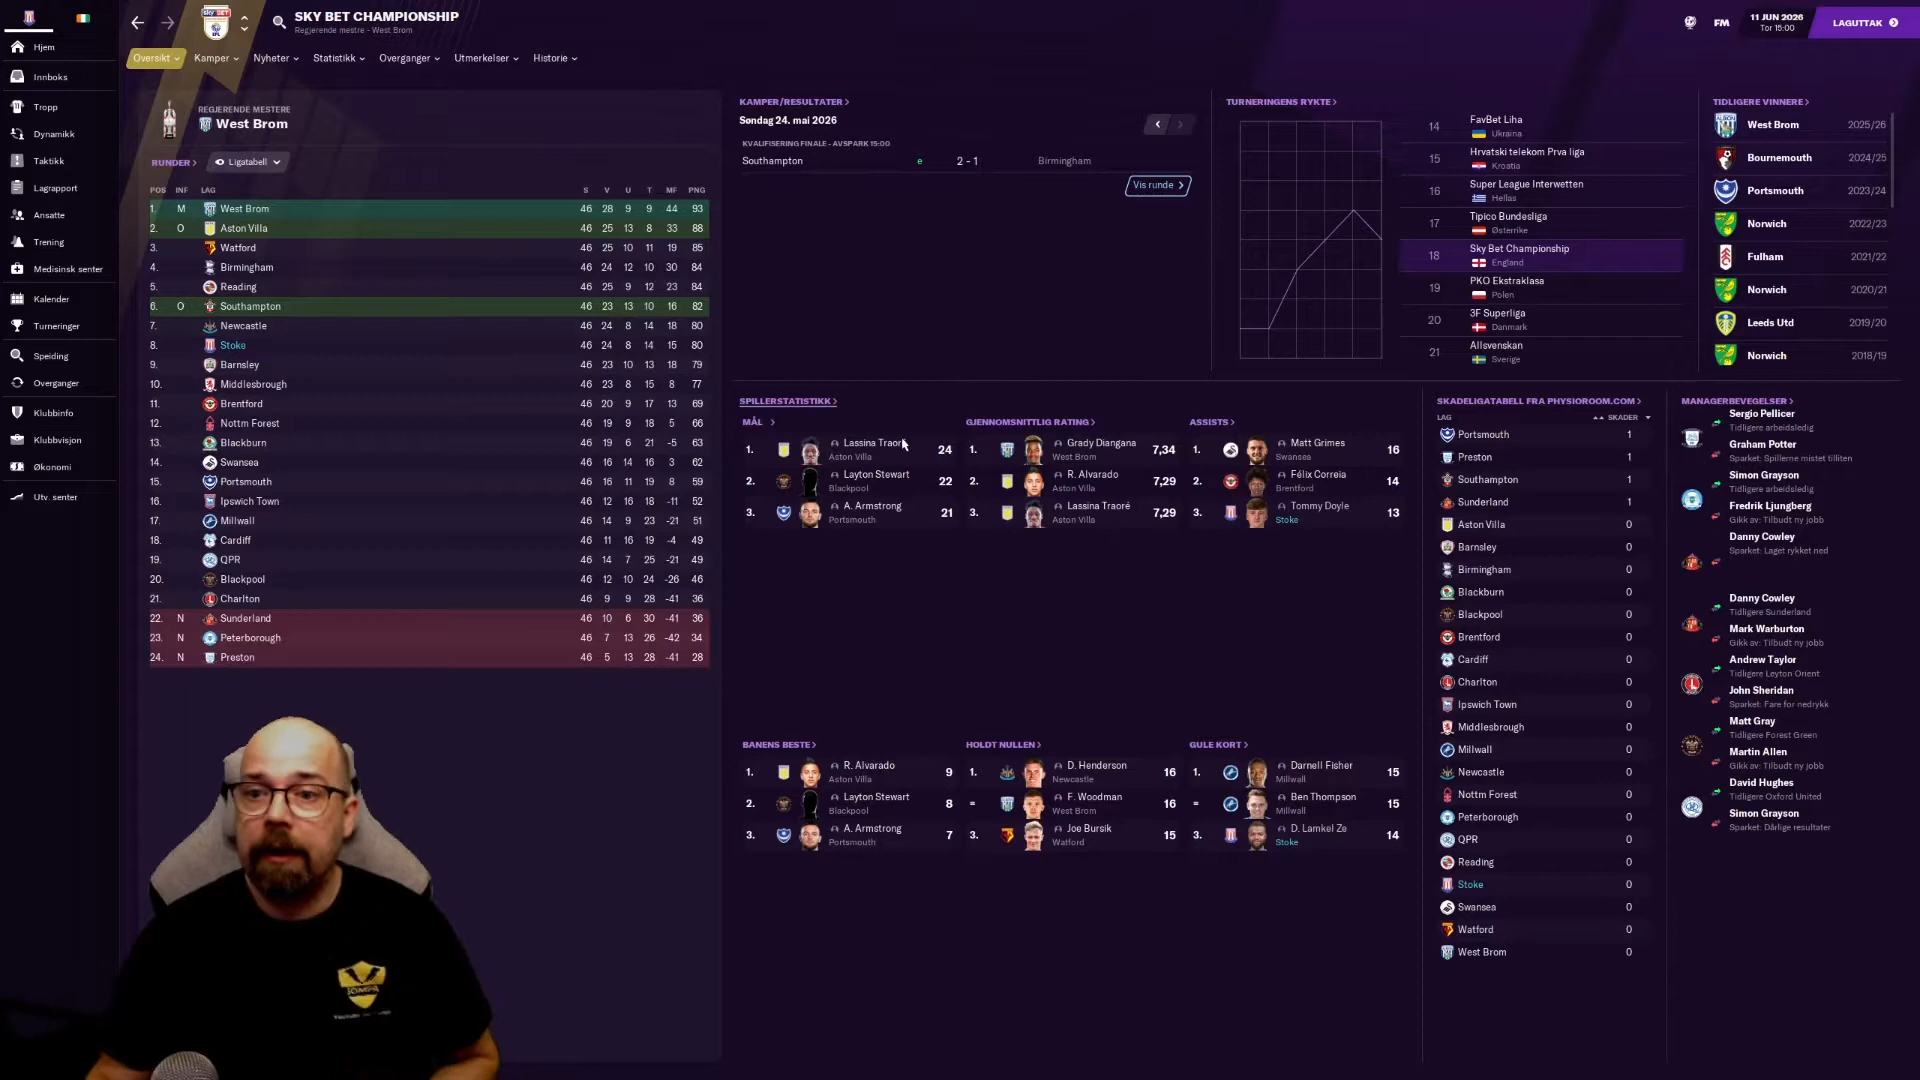 SKY BET CHAMPIONSHIP
Regjerende mestre - West Brom
FM
11 JUN 2026
Tor 15:00
LAGUTTAK
Hjem
Innboks
Tropp
Dynamikk
Taktikk
Lagrapport
Ansatte
Trening
Medisinsk senter
Kalender
Turneringer
Speiding
Overganger
Klubbinfo
Klubbvisjon
Økonomi
Utv. senter
Oversikt Kamper Nyheter Statistikk Overganger Utmerkelser Historie
REGJERENDE MESTERE
West Brom
RUNDER Ligatabell
POS INF LAG S V U T MF PNG
1. M West Brom 46 28 9 9 44 93
2. O Aston Villa 46 25 13 8 33 88
3. Watford 46 25 10 11 19 85
4. Birmingham 46 24 12 10 30 84
5. Reading 46 25 9 12 23 84
6. O Southampton 46 23 13 10 16 82
7. Newcastle 46 24 8 14 18 80
8. Stoke 46 24 8 14 15 80
9. Barnsley 46 23 10 13 18 79
10. Middlesbrough 46 23 8 15 8 77
11. Brentford 46 20 9 17 13 69
12. Nottm Forest 46 19 9 18 5 66
13. Blackburn 46 19 6 21 -5 63
14. Swansea 46 16 14 16 3 62
15. Portsmouth 46 16 11 19 8 59
16. Ipswich Town 46 12 16 18 -11 52
17. Millwall 46 14 9 23 -21 51
18. Cardiff 46 11 16 19 -4 49
19. QPR 46 14 7 25 -21 49
20. Blackpool 46 12 10 24 -26 46
21. Charlton 46 9 9 28 -41 36
22. N Sunderland 46 10 6 30 -41 36
23. N Peterborough 46 7 13 26 -42 34
24. N Preston 46 5 13 28 -41 28
KAMPER/RESULTATER
Søndag 24. mai 2026
KVALIFISERING FINALE - AVSPARK 15:00
Southampton e 2 - 1 Birmingham
Vis runde
TURNERINGENS RYKTE
14 FavBet Liha
Ukraina
15 Hrvatski telekom Prva liga
Kroatia
16 Super League Interwetten
Hellas
17 Tipico Bundesliga
Østerrike
18 Sky Bet Championship
England
19 PKO Ekstraklasa
Polen
20 3F Superliga
Danmark
21 Allsvenskan
Sverige
TIDLIGERE VINNERE
West Brom 2025/26
Bournemouth 2024/25
Portsmouth 2023/24
Norwich 2022/23
Fulham 2021/22
Norwich 2020/21
Leeds Utd 2019/20
Norwich 2018/19
SPILLERSTATISTIKK
MÅL
1. Lassina Traoré 24
Aston Villa
2. Layton Stewart 22
Blackpool
3. A. Armstrong 21
Portsmouth
GJENNOMSNITTLIG RATING
1. Grady Diangana 7,34
West Brom
2. R. Alvarado 7,29
Aston Villa
3. Lassina Traoré 7,29
Aston Villa
ASSISTS
1. Matt Grimes 16
Swansea
2. Félix Correia 14
Brentford
3. Tommy Doyle 13
Stoke
BANENS BESTE
1. R. Alvarado 9
Aston Villa
2. Layton Stewart 8
Blackpool
3. A. Armstrong 7
Portsmouth
HOLDT NULLEN
1. D. Henderson 16
Newcastle
= F. Woodman 16
West Brom
3. Joe Bursik 15
Watford
GULE KORT
1. Darnell Fisher 15
Millwall
= Ben Thompson 15
Millwall
3. D. Lamkel Ze 14
Stoke
SKADELIGATABELL FRA PHYSIOROOM.COM
LAG SKADER
Portsmouth 1
Preston 1
Southampton 1
Sunderland 1
Aston Villa 0
Barnsley 0
Birmingham 0
Blackburn 0
Blackpool 0
Brentford 0
Cardiff 0
Charlton 0
Ipswich Town 0
Middlesbrough 0
Millwall 0
Newcastle 0
Nottm Forest 0
Peterborough 0
QPR 0
Reading 0
Stoke 0
Swansea 0
Watford 0
West Brom 0
MANAGERBEVEGELSER
Sergio Pellicer
Tidligere arbeidsledig
Graham Potter
Sparket: Spillerne mistet tilliten
Simon Grayson
Tidligere arbeidsledig
Fredrik Ljungberg
Gikk av: Tilbudt ny jobb
Danny Cowley
Sparket: Laget rykket ned
Danny Cowley
Tidligere Sunderland
Mark Warburton
Gikk av: Tilbudt ny jobb
Andrew Taylor
Tidligere Leyton Orient
John Sheridan
Sparket: Fare for nedrykk
Matt Gray
Tidligere Forest Green
Martin Allen
Gikk av: Tilbudt ny jobb
David Hughes
Tidligere Oxford United
Simon Grayson
Sparket: Dårlige resultater